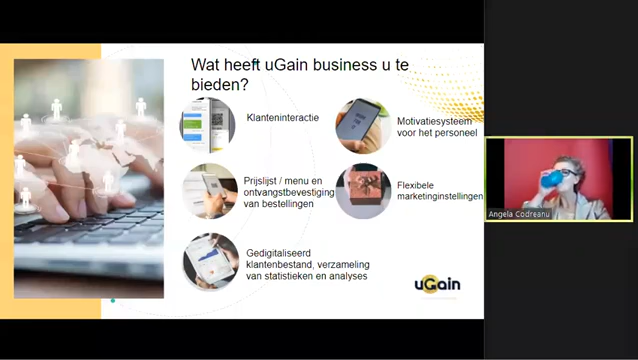 Wat heeft uGain business u te
bieden?
Klanteninteractie
Motivatiesysteem
voor het personeel
Prijslijst / menu en
ontvangstbevestiging
van bestellingen
Flexibele
marketinginstellingen
Gedigitaliseerd
klantenbestand, verzameling
van statistieken en analyses
uGain
Angela Codreanu